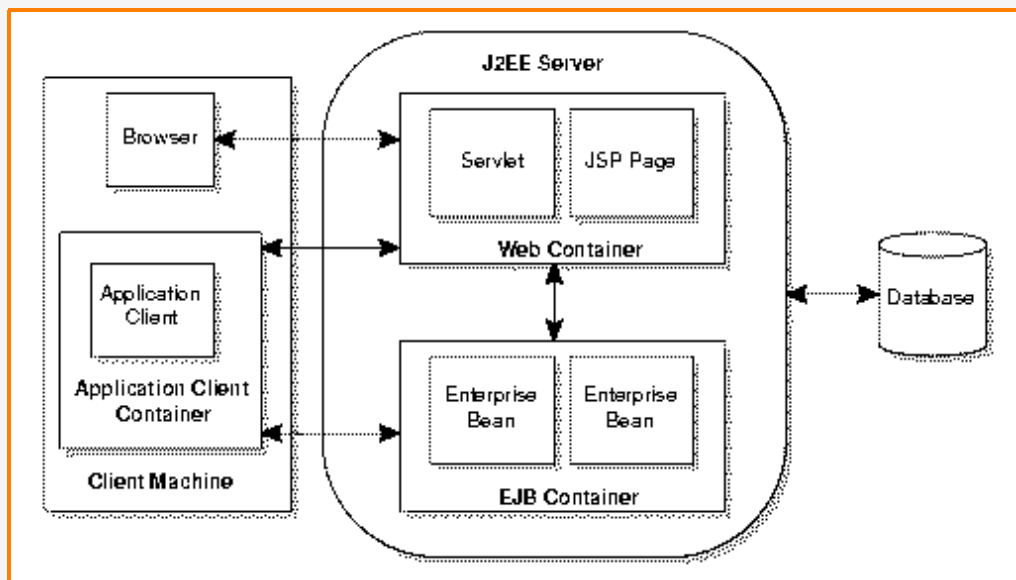 J2EE Server
Browser
Servlet
JSP Page
Web Container
Application
Client
Application Client
Container
Client Machine
Enterprise
Bean
Enterprise
Bean
EJB Container
Database